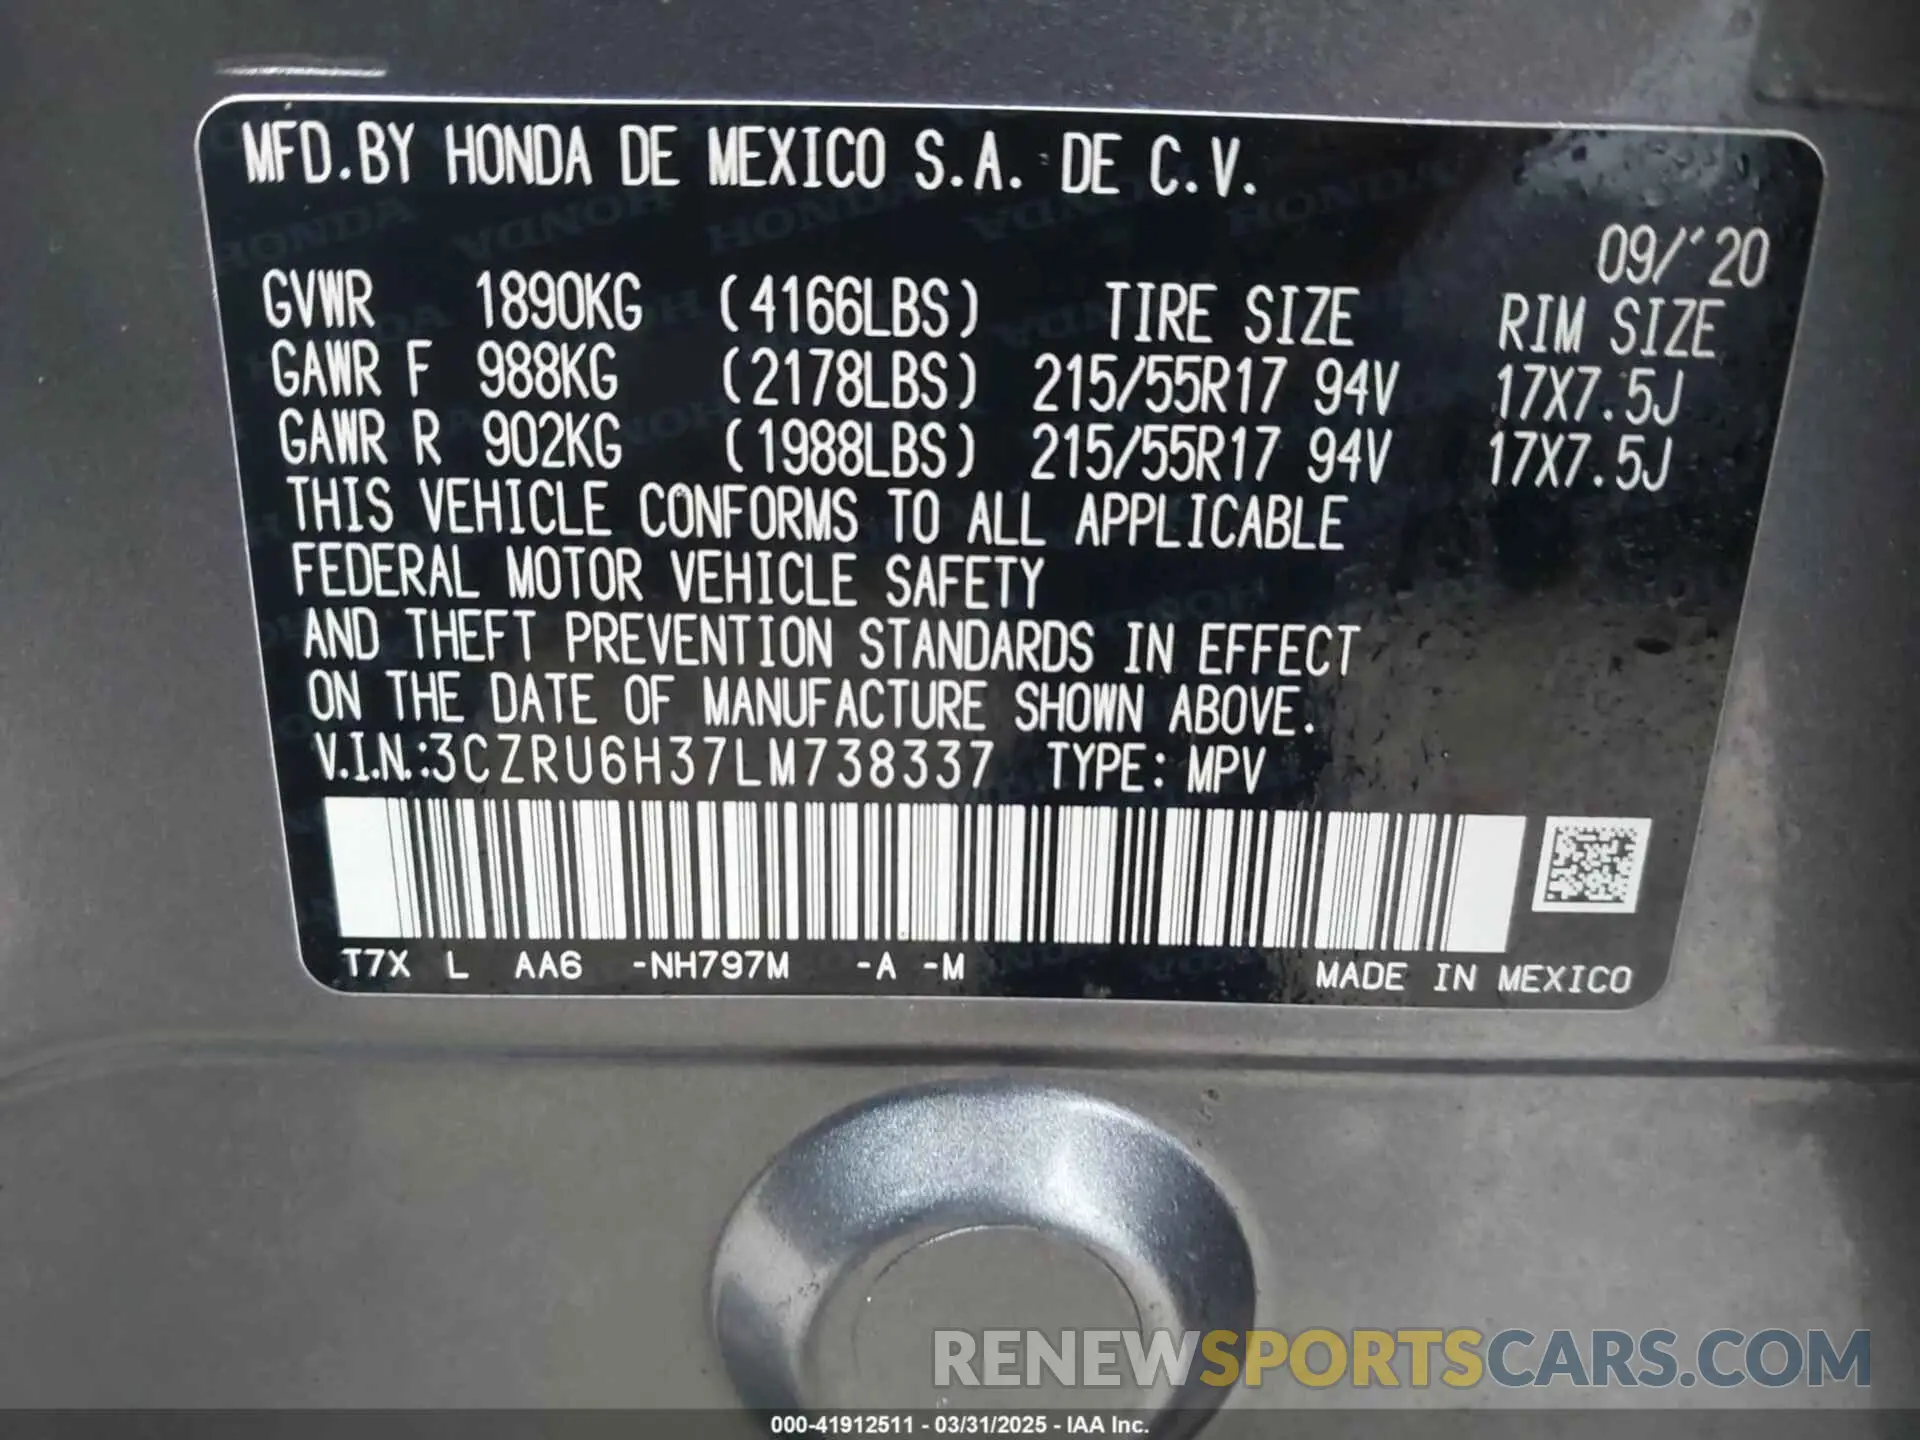 MFD.BY HONDA DE MEXICO S.A. DE C.V.
09/'20
GVWR 1890KG (4166LBS) TIRE SIZE RIM SIZE
GAWR F 988KG (2178LBS) 215/55R17 94V 17X7.5J
GAWR R 902KG (1988LBS) 215/55R17 94V 17X7.5J
THIS VEHICLE CONFORMS TO ALL APPLICABLE
FEDERAL MOTOR VEHICLE SAFETY
AND THEFT PREVENTION STANDARDS IN EFFECT
ON THE DATE OF MANUFACTURE SHOWN ABOVE.
V.I.N.:3CZRU6H37LM738337 TYPE: MPV
T7X L AA6 -NH797M -A -M MADE IN MEXICO
RENEWSPORTSCARS.COM
000-41912511 - 03/31/2025 - IAA Inc.